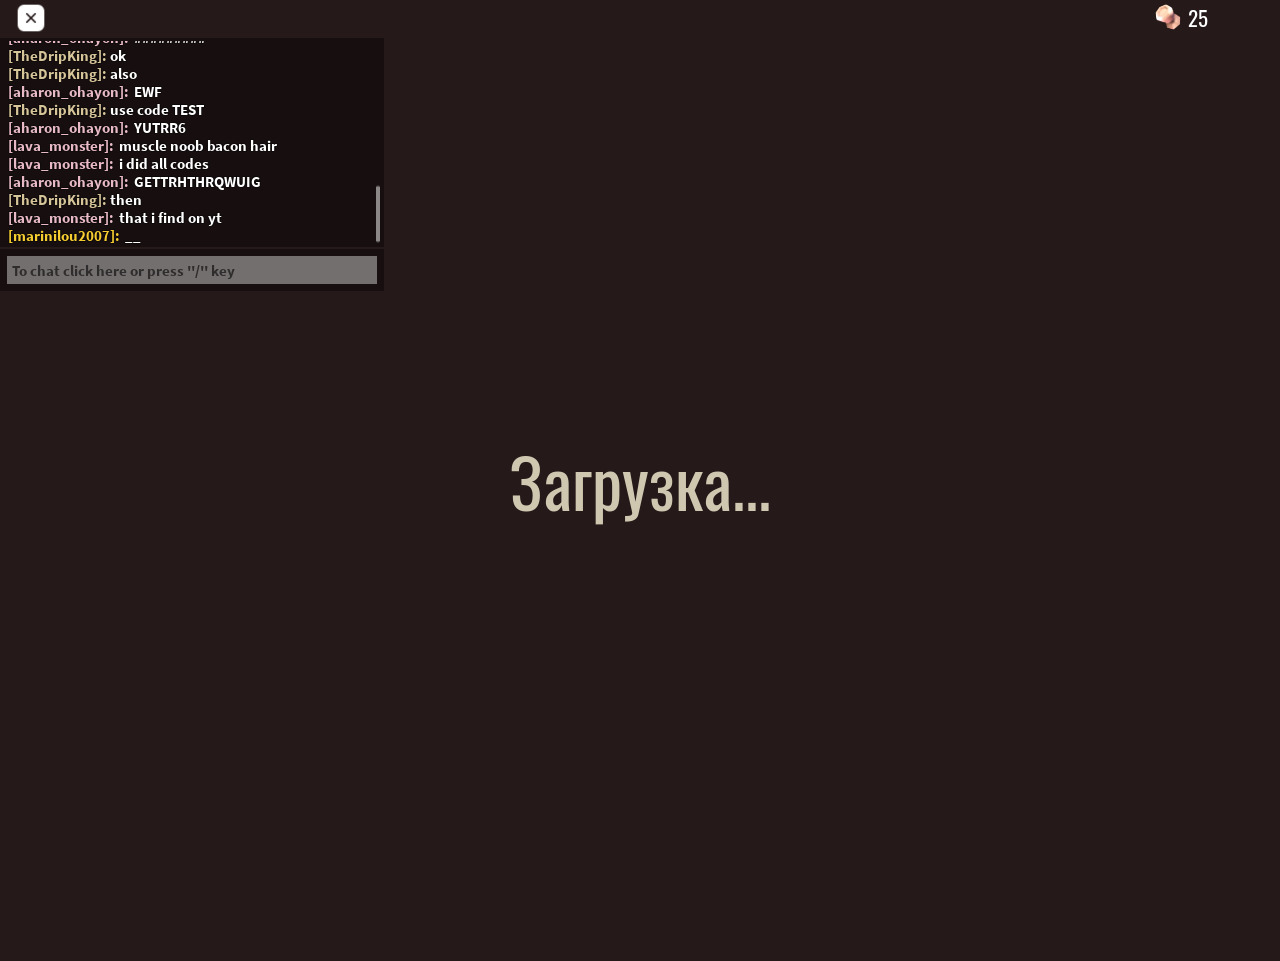 25
[TheDripKing]: ok
[TheDripKing]: also
[aharon_ohayon]: EWF
[TheDripKing]: use code TEST
[aharon_ohayon]: YUTRR6
[lava_monster]: muscle noob bacon hair
[lava_monster]: i did all codes
[aharon_ohayon]: GETTRHTHRQWUIG
[TheDripKing]: then
[lava_monster]: that i find on yt
[marinilou2007]: __
To chat click here or press "/" key
Загрузка...